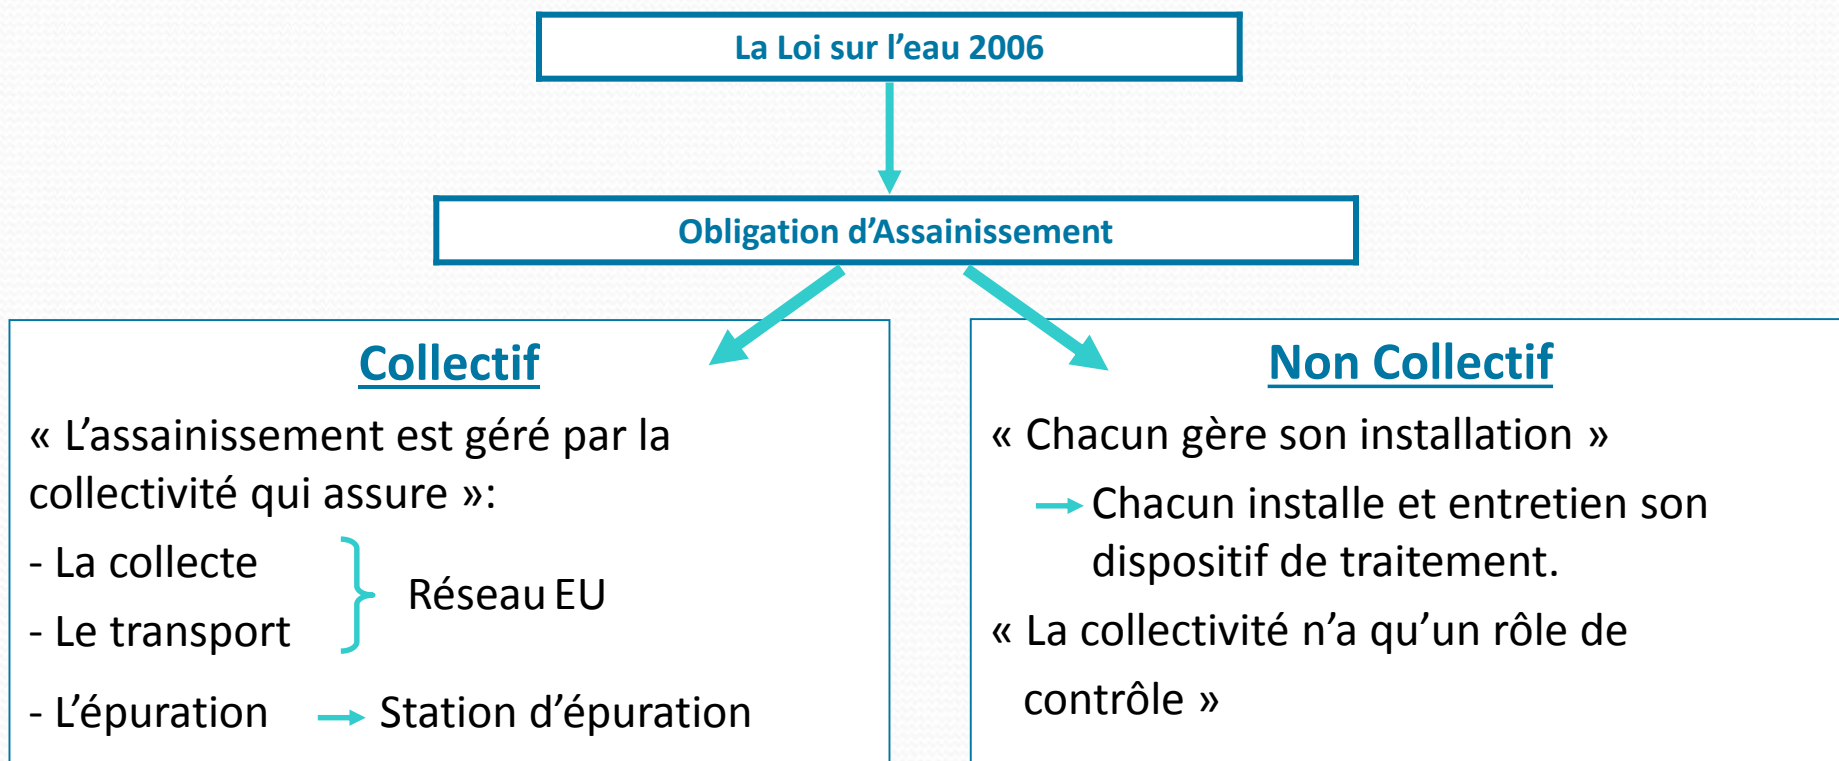 La Loi sur l’eau 2006
Obligation d’Assainissement
Collectif
« L’assainissement est géré par la
collectivité qui assure »:
- La collecte
- Le transport
Réseau EU
- L’épuration
Station d’épuration
Non Collectif
« Chacun gère son installation »
Chacun installe et entretien son
dispositif de traitement.
« La collectivité n’a qu’un rôle de
contrôle »